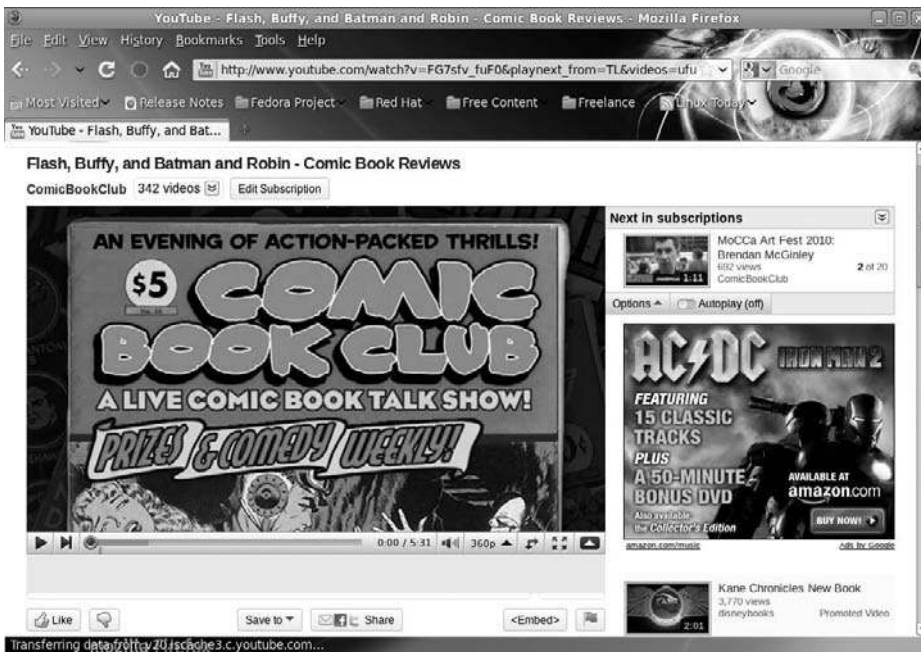 YouTube - Flash, Buffy, and Batman and Robin - Comic Book Reviews - Mozilla Firefox
File Edit View History Bookmarks Tools Help
http://www.youtube.com/watch?v=FG7sfv_fuF0&playnext_from=TL&videos=ufu Google
Most Visited Release Notes Fedora Project Red Hat Free Content Freelance Linux Today
YouTube - Flash, Buffy, and Bat...
Flash, Buffy, and Batman and Robin - Comic Book Reviews
ComicBookClub 342 videos Edit Subscription
AN EVENING OF ACTION-PACKED THRILLS!
$5 COMIC
BOOK CLUB
A LIVE COMIC BOOK TALK SHOW!
PRIZES & COMEDY WEEKLY!
0:00 / 5:31 360p
Like Save to Share <Embed>
Next in subscriptions
MoCCa Art Fest 2010:
Brendan McGinley
692 views
ComicBookClub
2 of 20
1:11
Options Autoplay (off)
AC/DC IRON MAN 2
FEATURING
15 CLASSIC
TRACKS
PLUS
A 50-MINUTE
BONUS DVD
Also available:
the Collector's Edition
AVAILABLE AT
amazon.com
BUY NOW!
amazon.com/music Ads by Google
Kane Chronicles New Book
3,770 views
disneybooks Promoted Video
2:01
Transferring data from v20.lscache3.c.youtube.com...